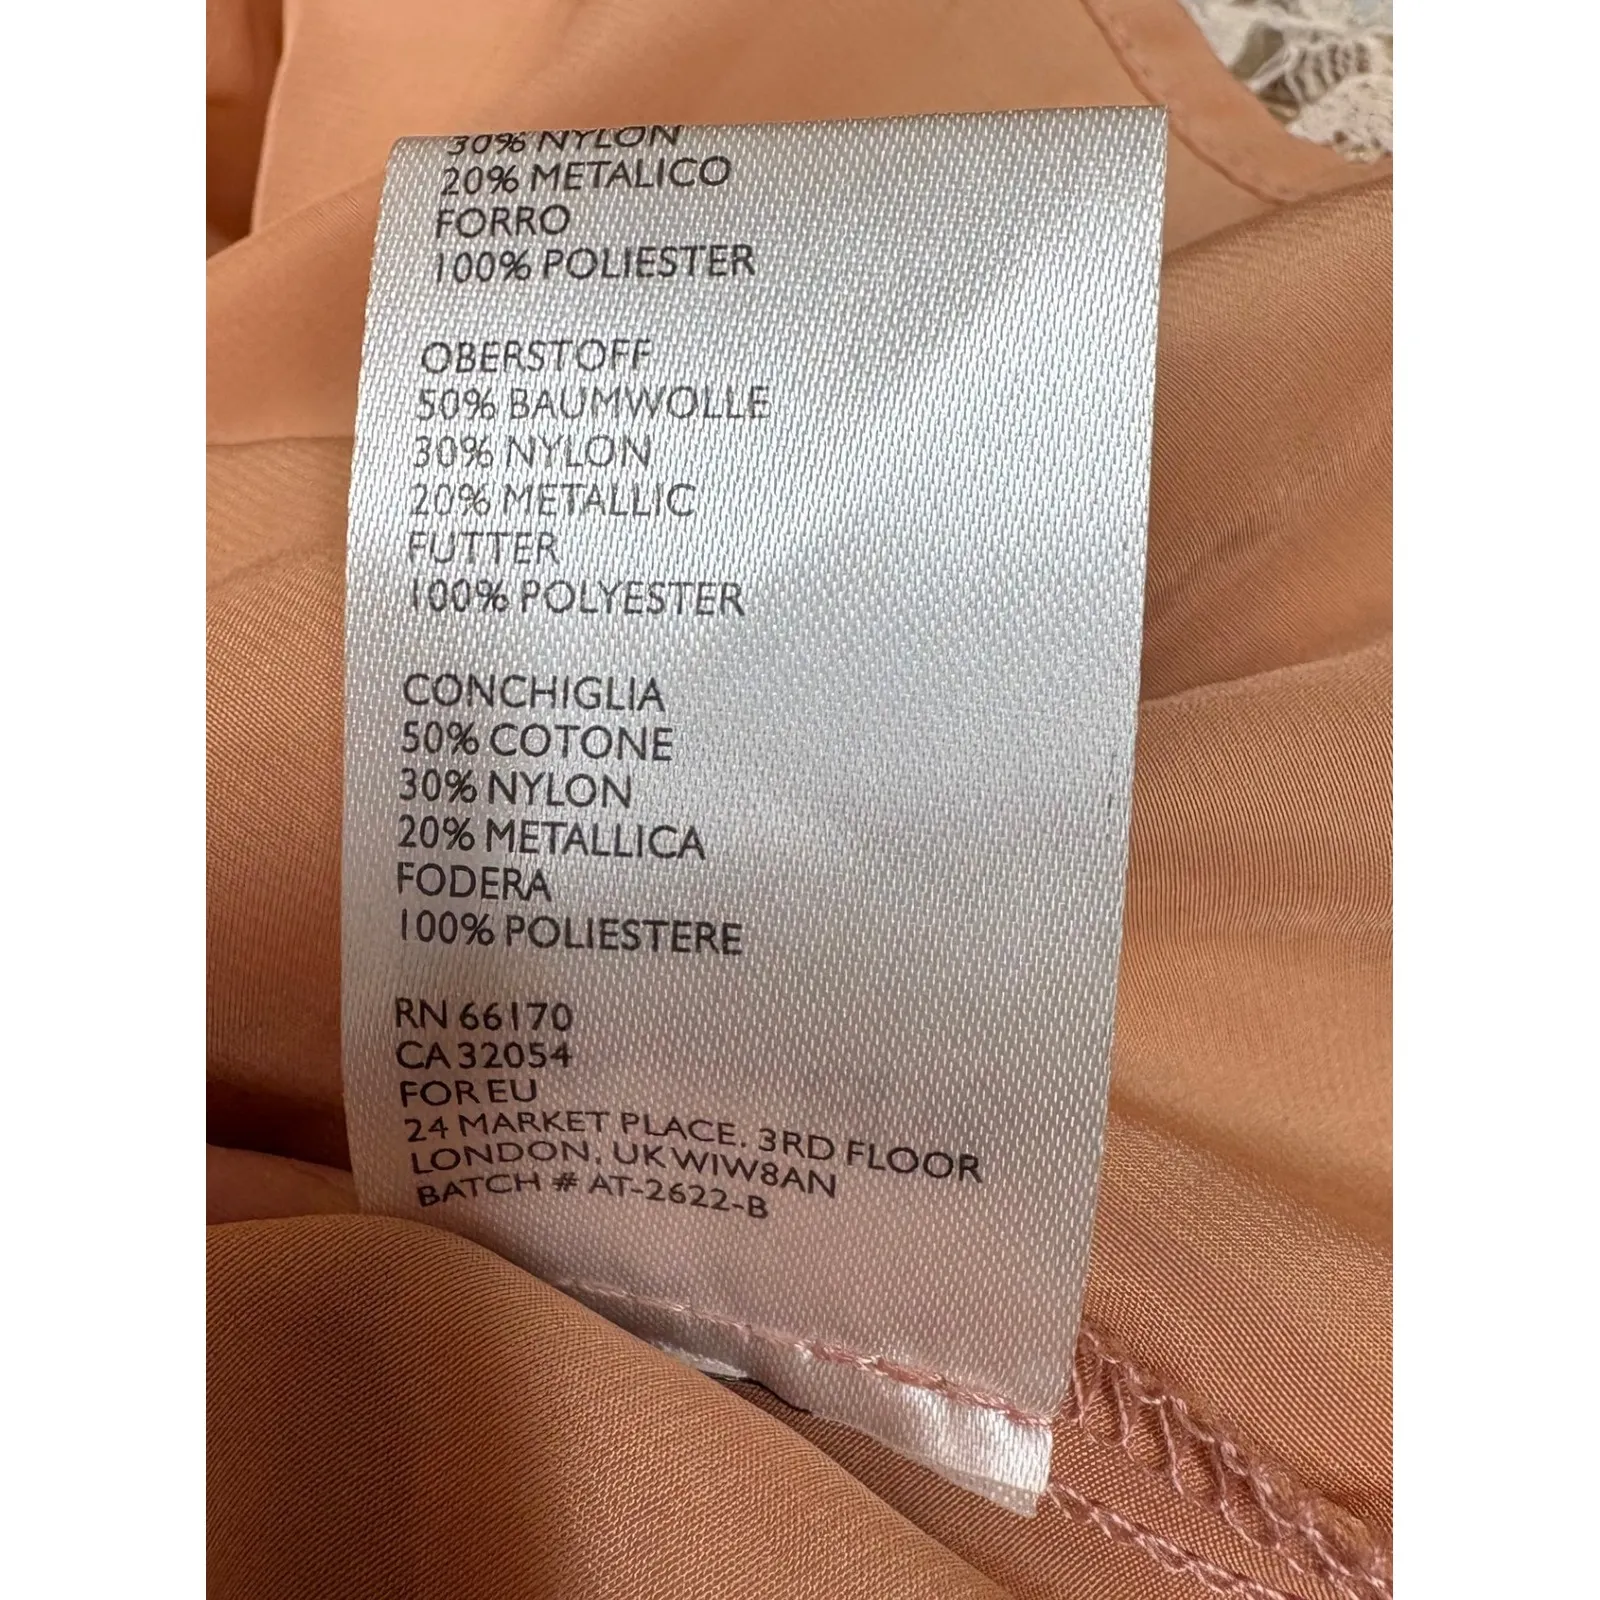 30% NYLON
20% METALICO
FORRO
100% POLIESTER
OBERSTOFF
50% BAUMWOLLE
30% NYLON
20% METALLIC
FUTTER
100% POLYESTER
CONCHIGLIA
50% COTONE
30% NYLON
20% METALLICA
FODERA
100% POLIESTERE
RN 66170
CA 32054
FOR EU
24 MARKET PLACE. 3RD FLOOR
LONDON, UK W1W8AN
BATCH # AT-2622-B